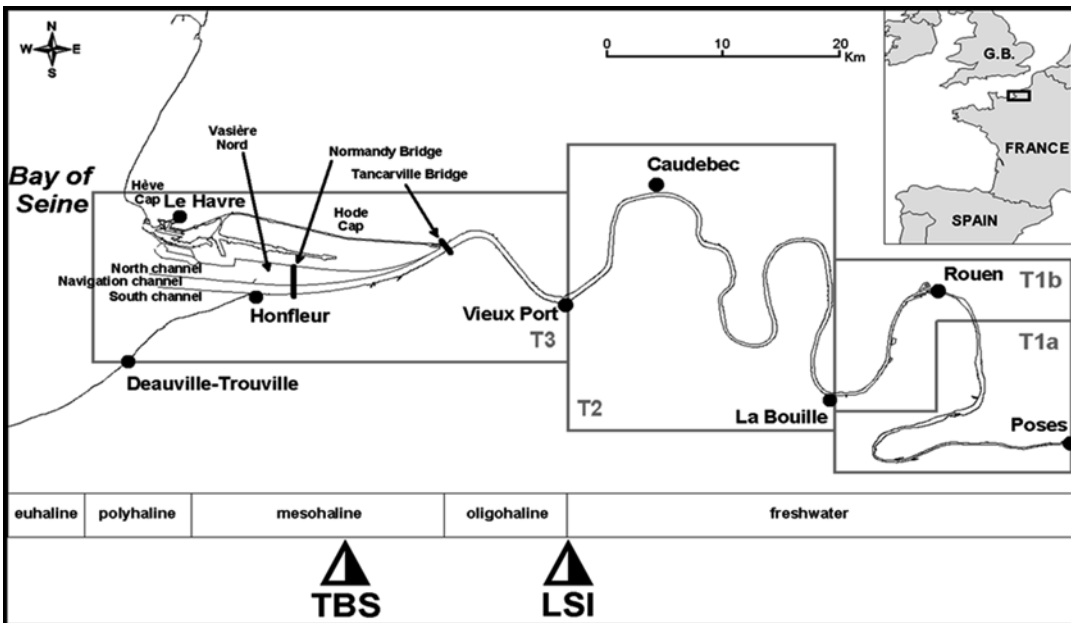 N
W E
S
0 10 20
Km
G.B.
FRANCE
SPAIN
Bay of
Seine
Vasière
Nord
Normandy Bridge
Tancarville Bridge
Hève
Cap
Le Havre
Hode
Cap
North channel
Navigation channel
South channel
Honfleur
Deauville-Trouville
Vieux Port
T3
Caudebec
T2
La Bouille
Rouen
T1b
T1a
Poses
euhaline polyhaline mesohaline oligohaline freshwater
TBS LSI